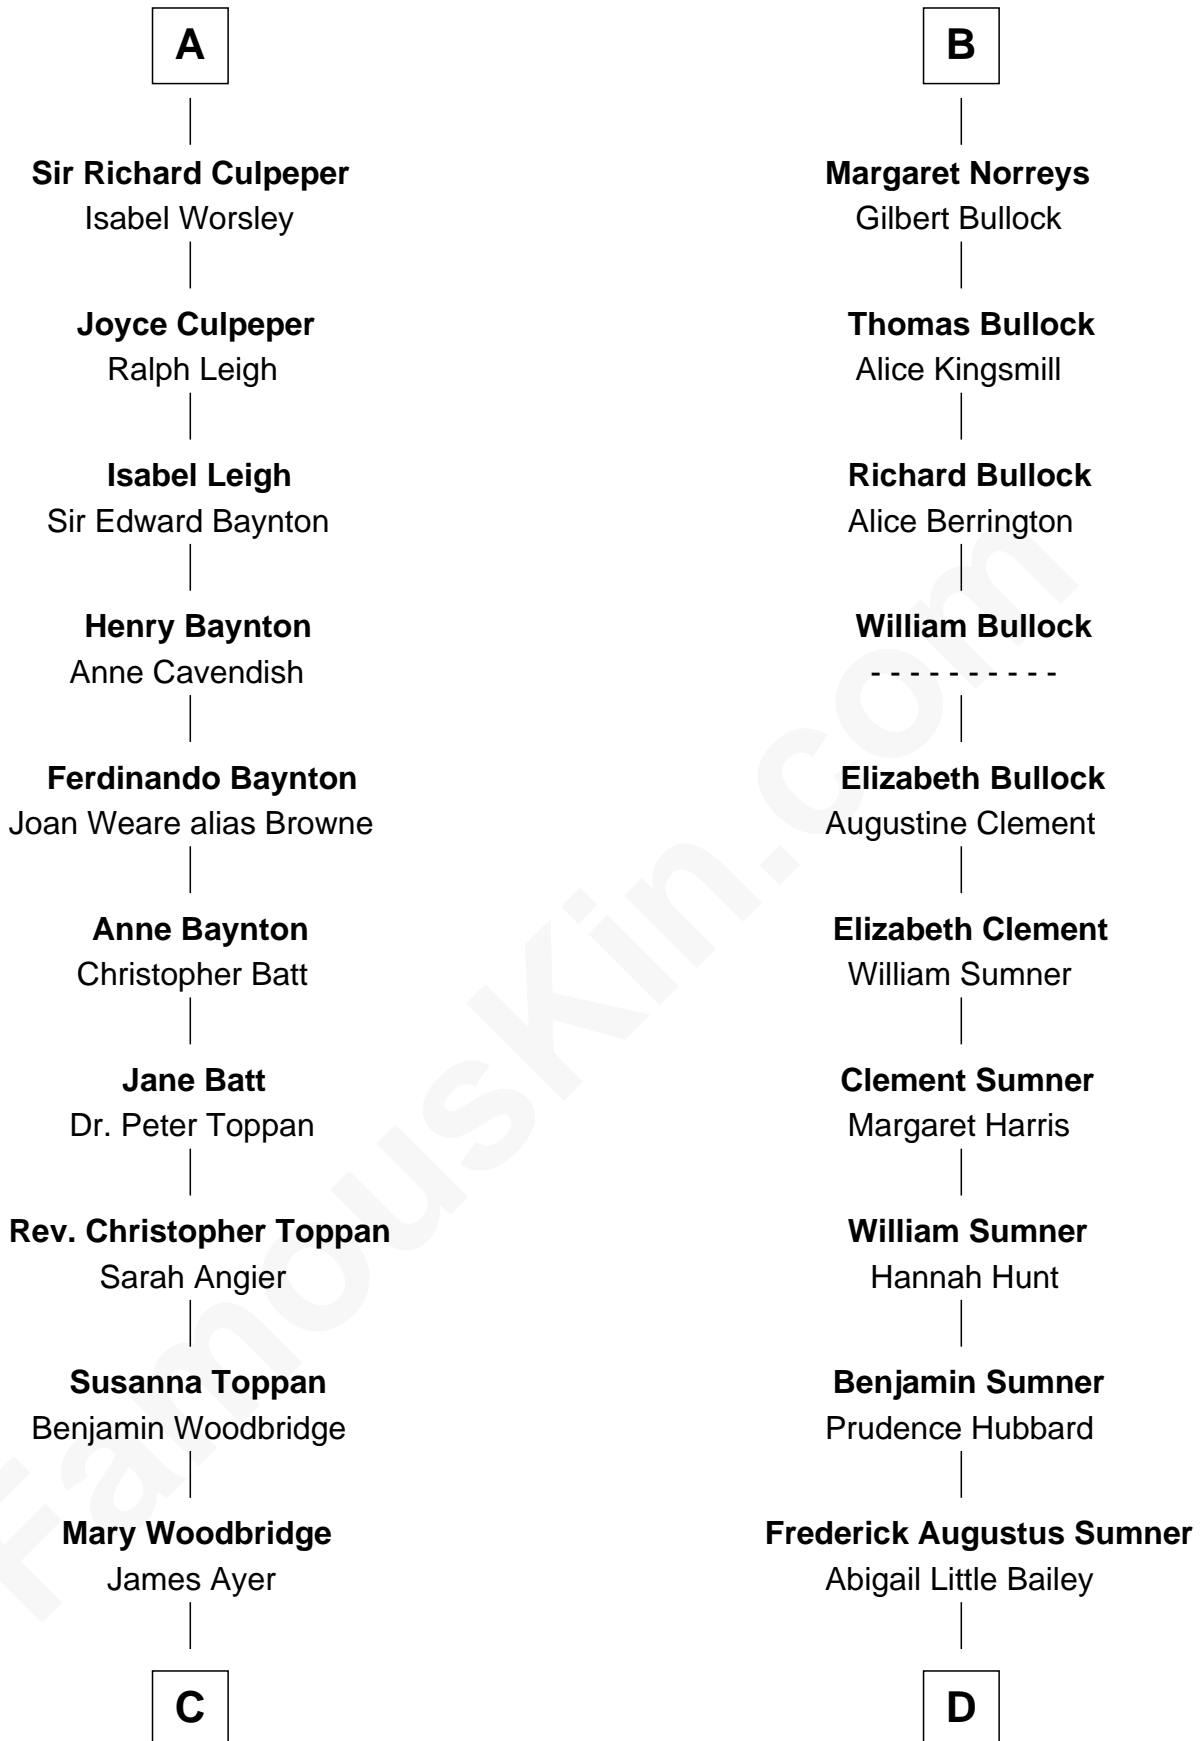 A
Sir Richard Culpeper
Isabel Worsley
Joyce Culpeper
Ralph Leigh
Isabel Leigh
Sir Edward Baynton
Henry Baynton
Anne Cavendish
Ferdinando Baynton
Joan Weare alias Browne
Anne Baynton
Christopher Batt
Jane Batt
Dr. Peter Toppan
Rev. Christopher Toppan
Sarah Angier
Susanna Toppan
Benjamin Woodbridge
Mary Woodbridge
James Ayer
C
B
Margaret Norreys
Gilbert Bullock
Thomas Bullock
Alice Kingsmill
Richard Bullock
Alice Berrington
William Bullock
- - - - - - - - - -
Elizabeth Bullock
Augustine Clement
Elizabeth Clement
William Sumner
Clement Sumner
Margaret Harris
William Sumner
Hannah Hunt
Benjamin Sumner
Prudence Hubbard
Frederick Augustus Sumner
Abigail Little Bailey
D
FamousKin.com